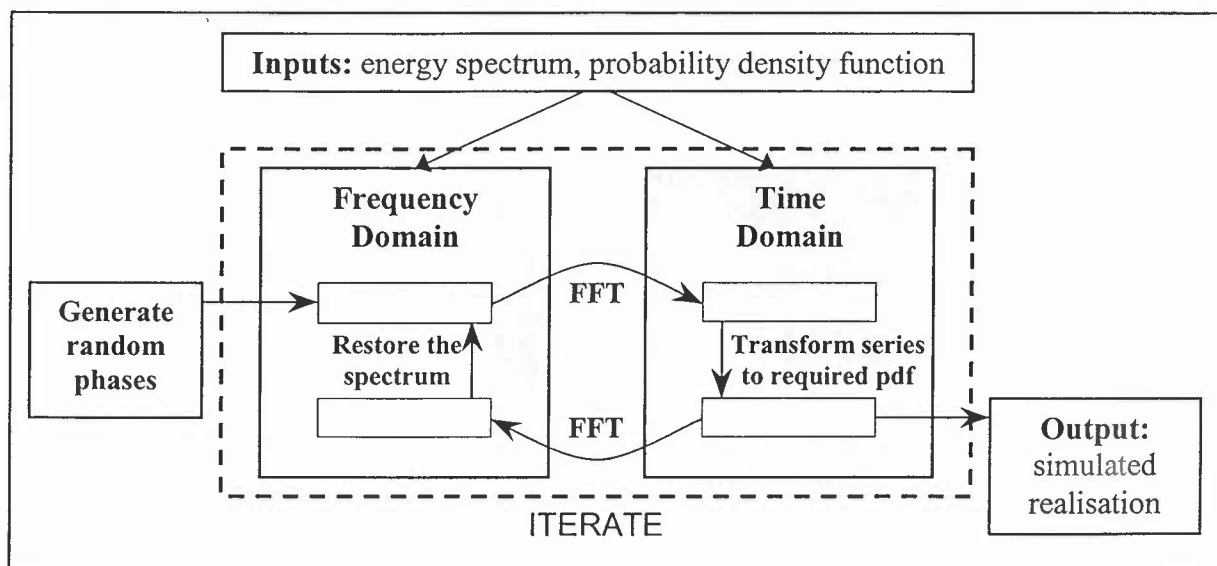 Inputs: energy spectrum, probability density function
Frequency
Domain
Time
Domain
Generate
random
phases
FFT
Restore the
spectrum
Transform series
to required pdf
FFT
Output:
simulated
realisation
ITERATE